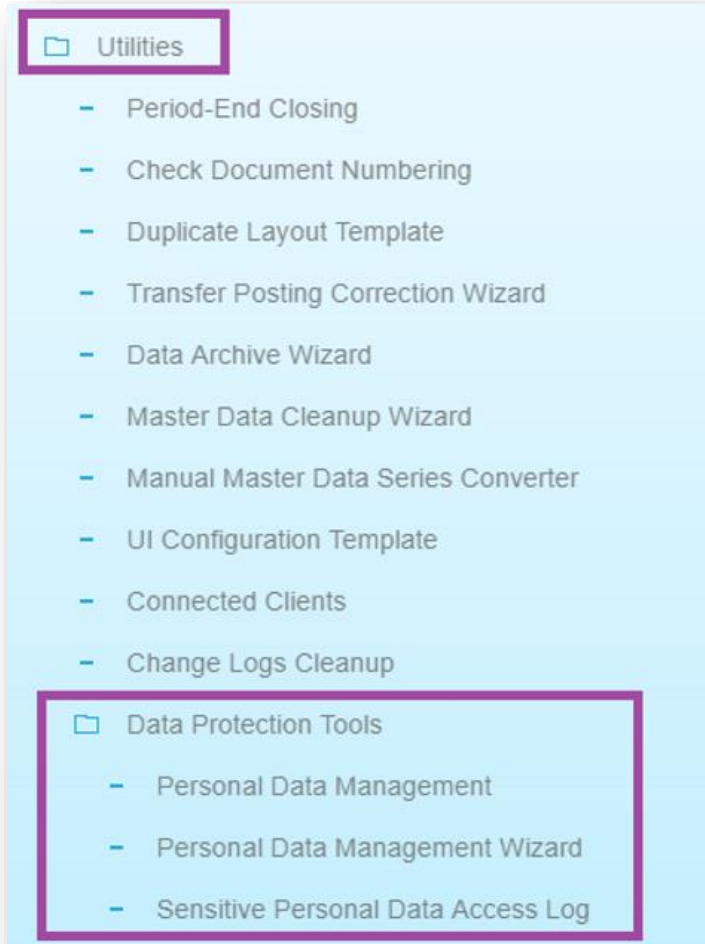 Utilities
Period-End Closing
Check Document Numbering
Duplicate Layout Template
Transfer Posting Correction Wizard
Data Archive Wizard
Master Data Cleanup Wizard
Manual Master Data Series Converter
UI Configuration Template
Connected Clients
Change Logs Cleanup
Data Protection Tools
Personal Data Management
Personal Data Management Wizard
Sensitive Personal Data Access Log